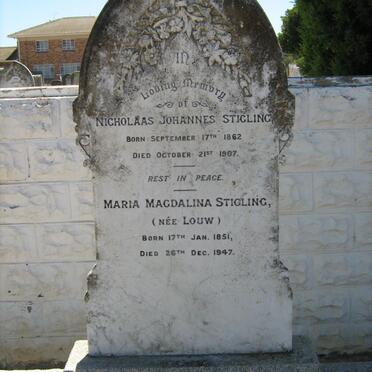 In
Loving Memory
of
Nicholaas Johannes Stigling
Born September 17th 1862
Died October 21st 1907.
Rest in Peace.
Maria Magdalina Stigling,
(née Louw)
Born 17th Jan. 1851,
Died 26th Dec. 1947.